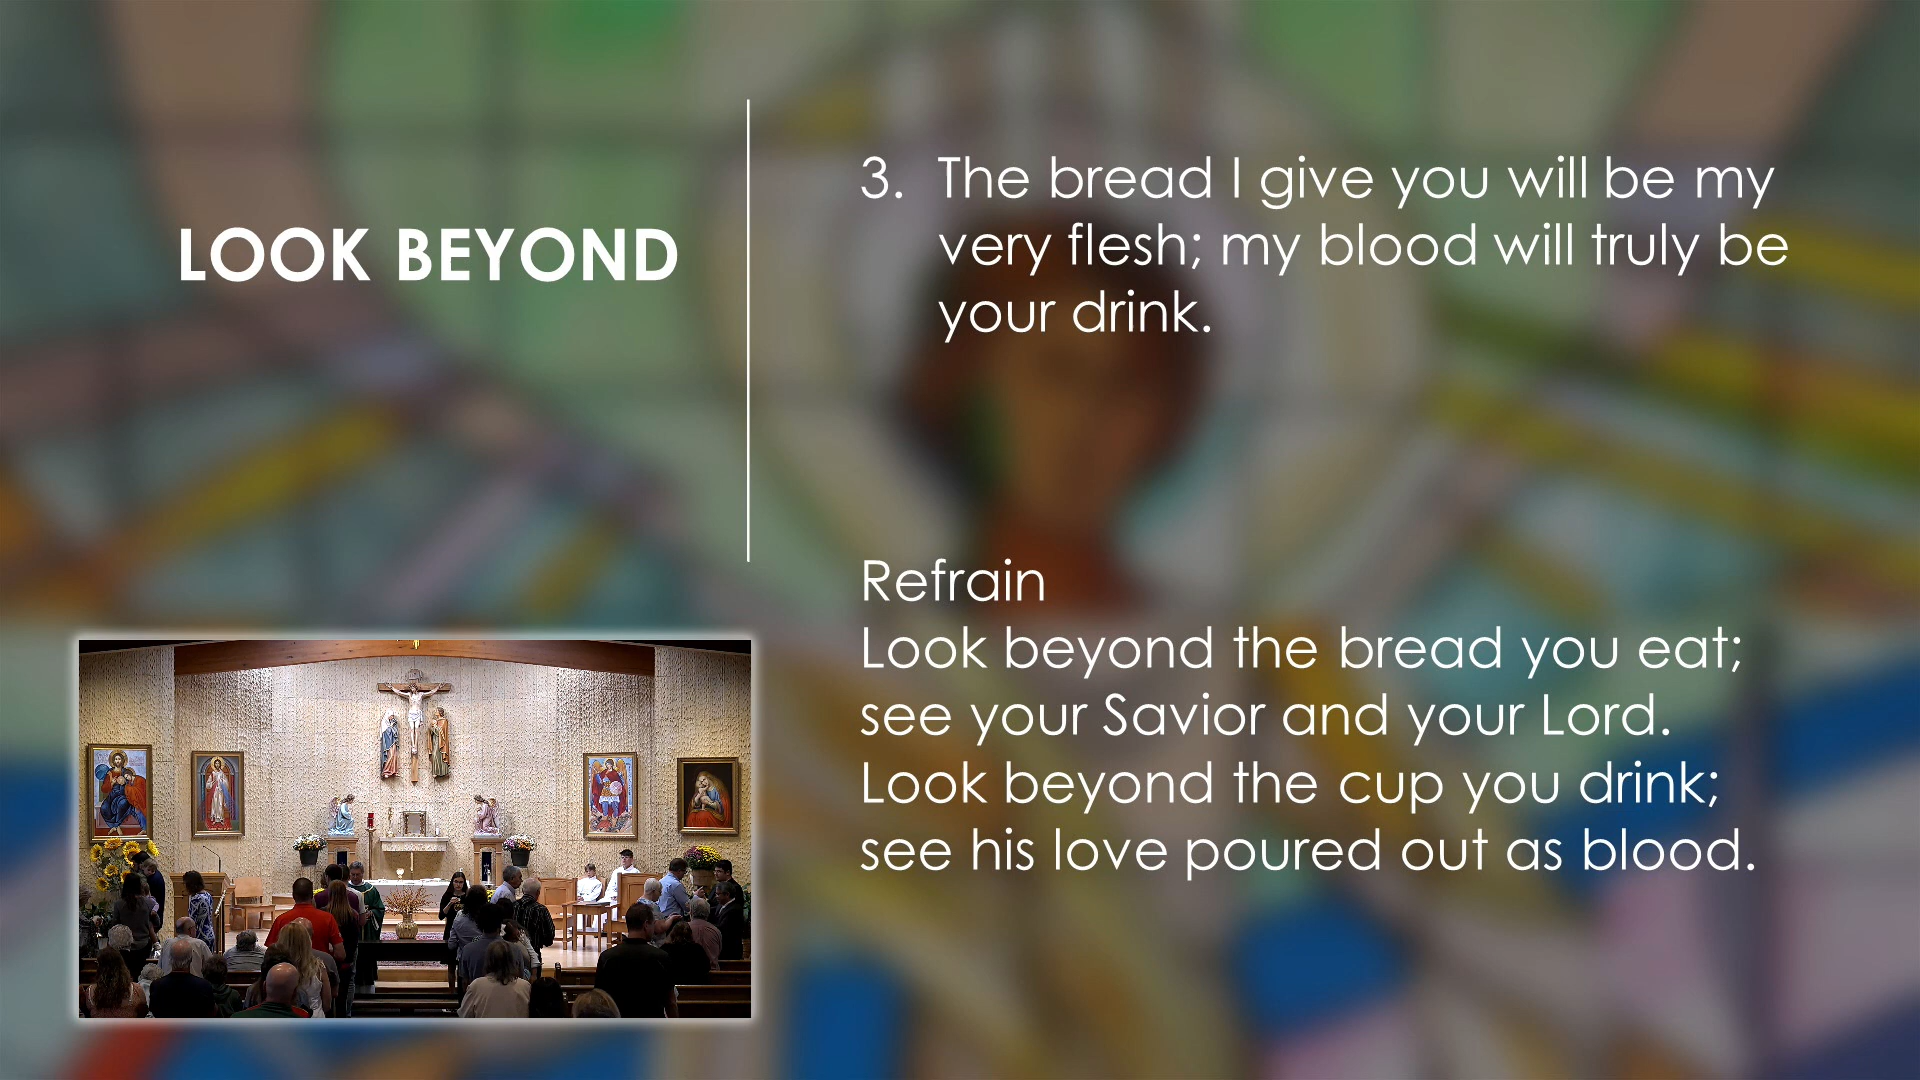 LOOK BEYOND
3. The bread I give you will be my
very flesh; my blood will truly be
your drink.
Refrain
Look beyond the bread you eat;
see your Savior and your Lord.
Look beyond the cup you drink;
see his love poured out as blood.